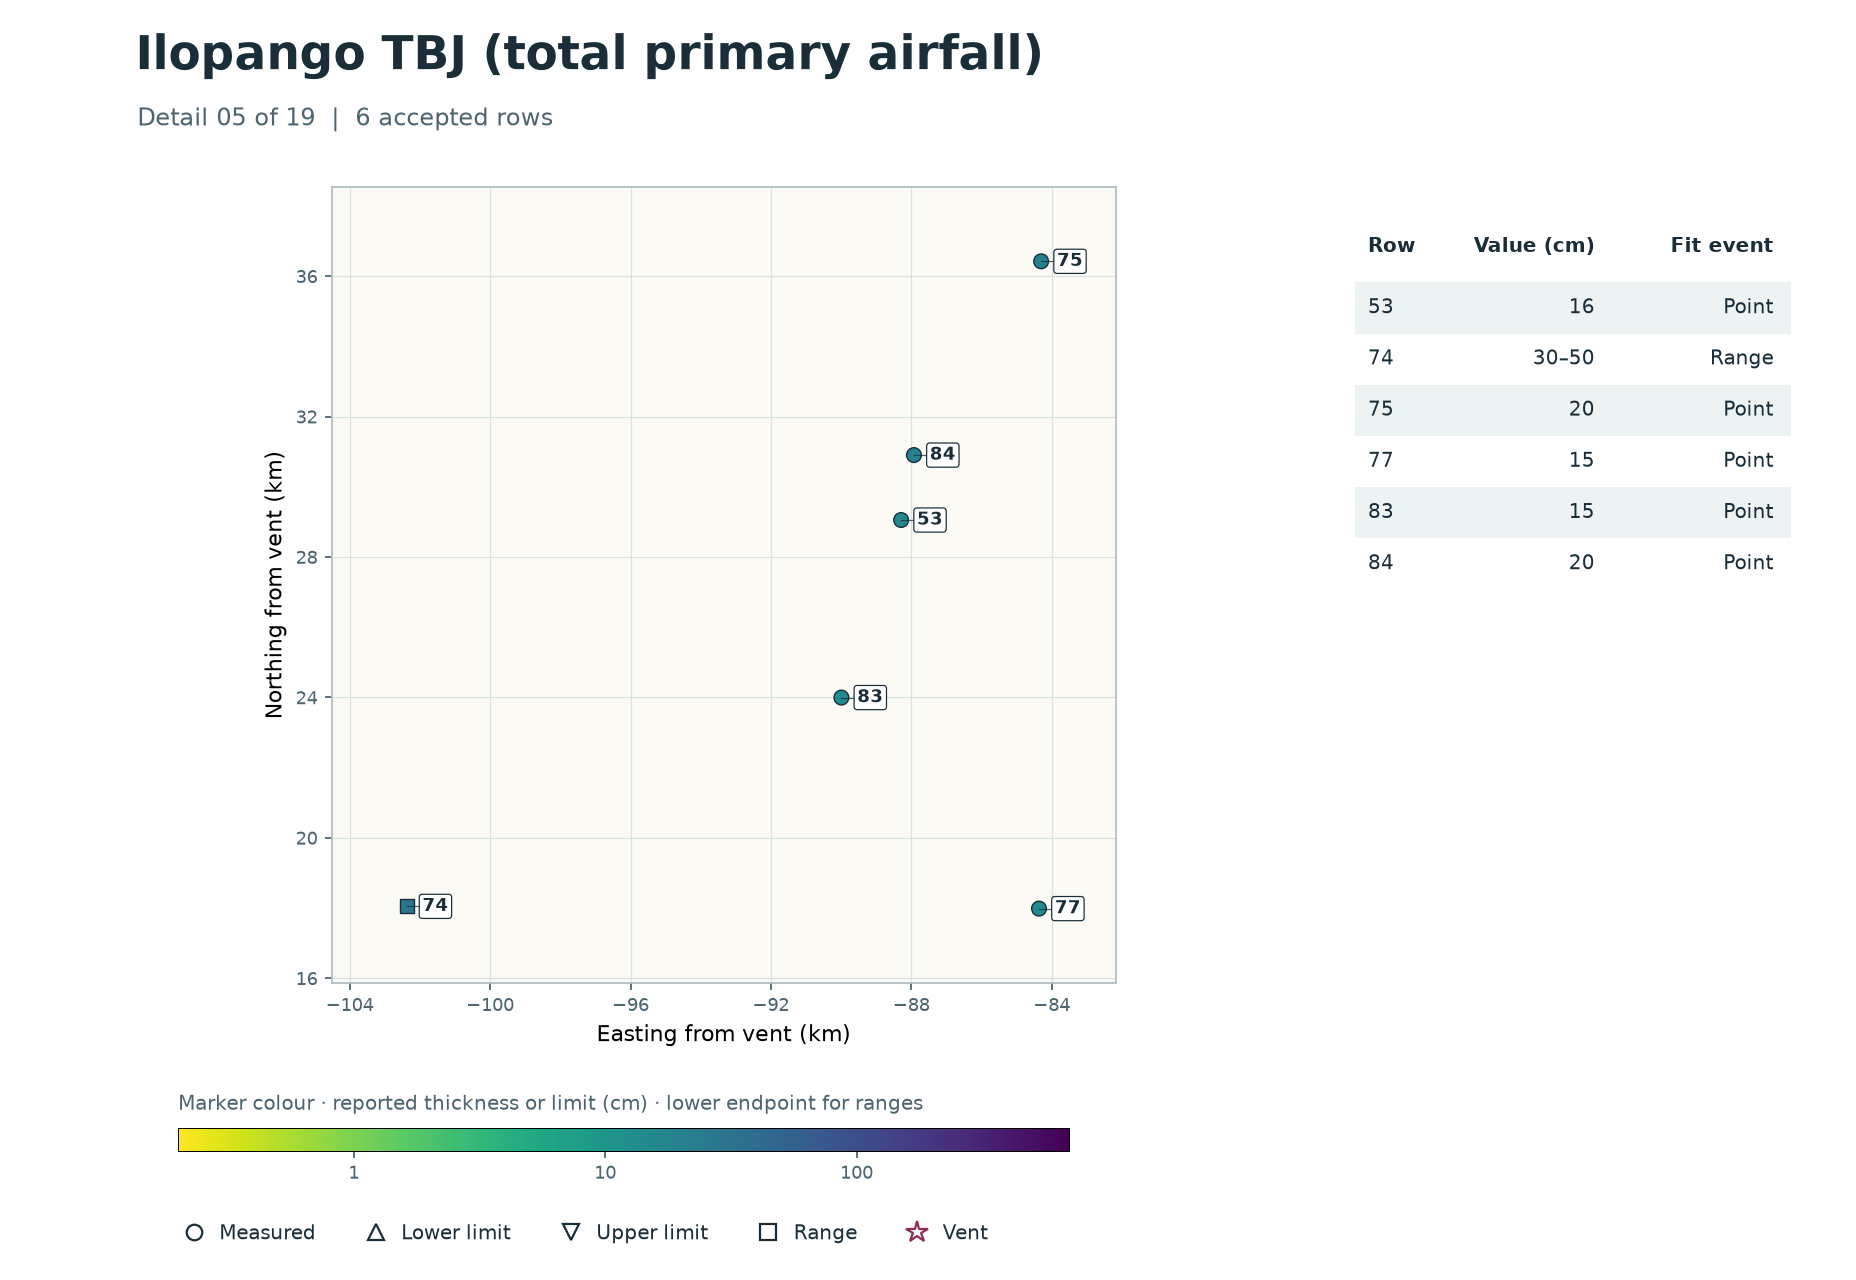 Ilopango TBJ (total primary airfall)
Detail 05 of 19 | 6 accepted rows
Northing from vent (km)
36
32
28
24
20
16
75
84
53
83
74
77
−104 −100 −96 −92 −88 −84
Easting from vent (km)
Row Value (cm) Fit event
53 16 Point
74 30–50 Range
75 20 Point
77 15 Point
83 15 Point
84 20 Point
Marker colour · reported thickness or limit (cm) · lower endpoint for ranges
1 10 100
Measured Lower limit Upper limit Range Vent